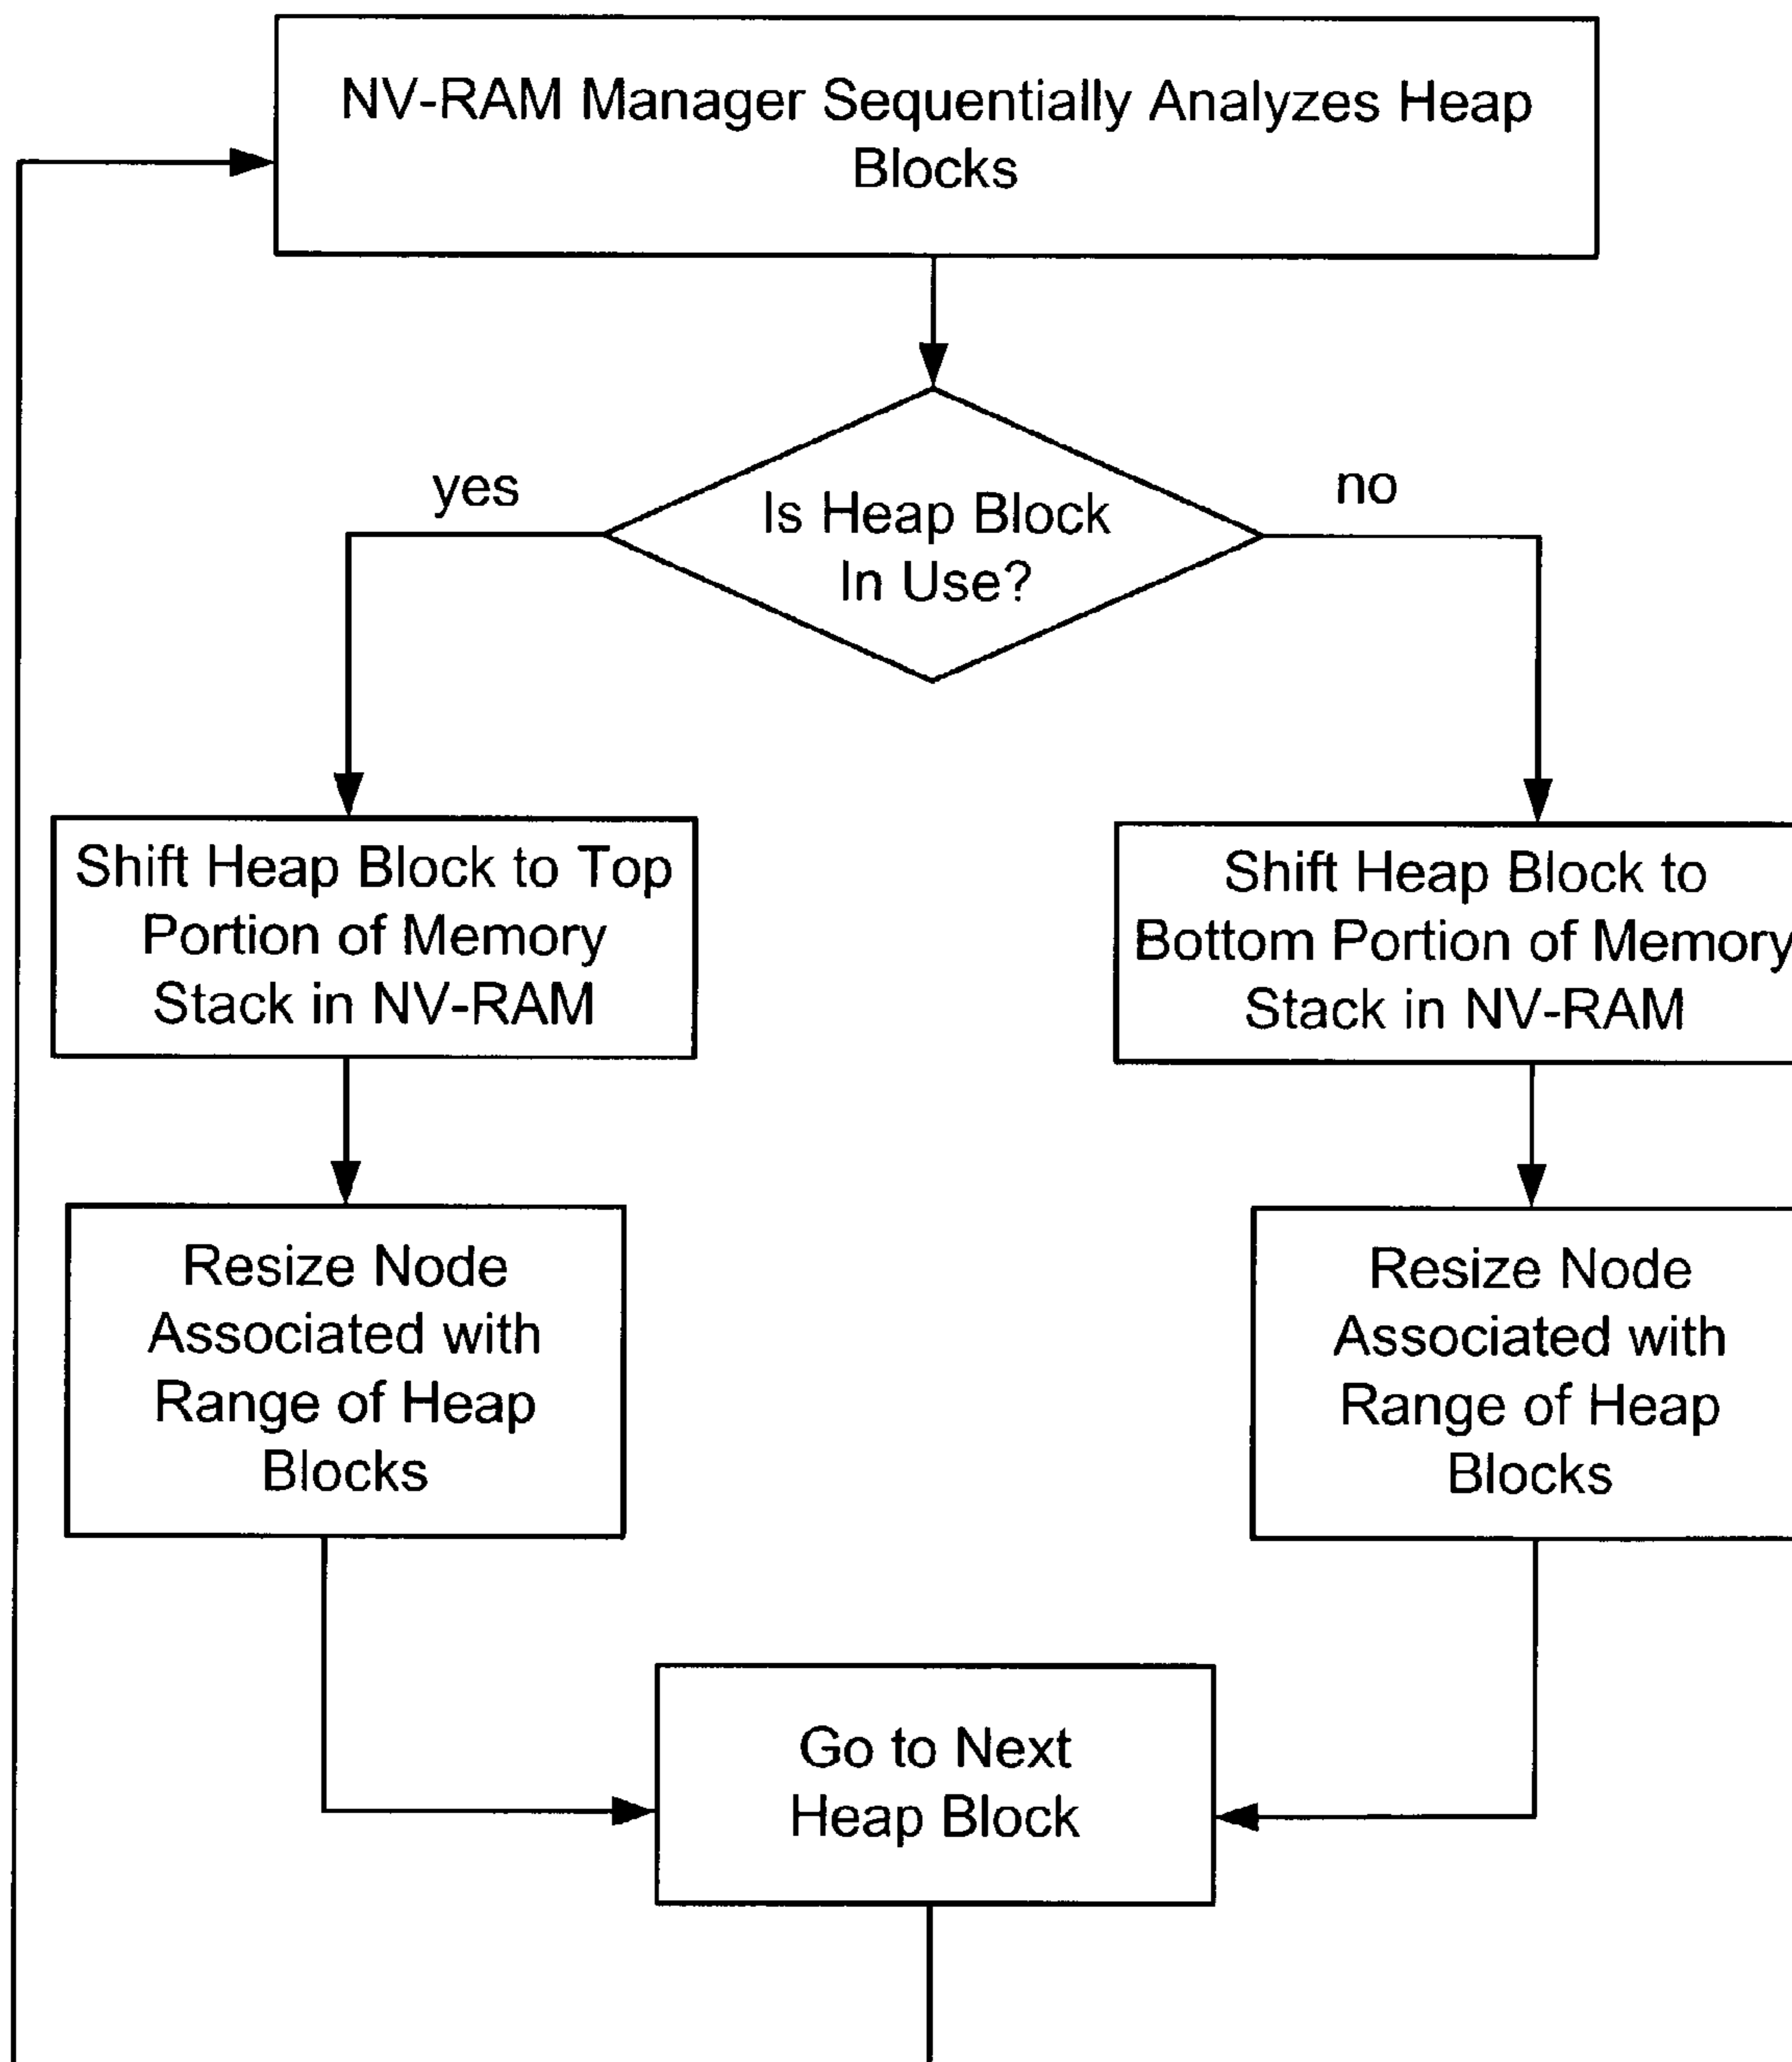 NV-RAM Manager Sequentially Analyzes Heap
Blocks
yes
no
Is Heap Block
In Use?
Shift Heap Block to Top
Portion of Memory
Stack in NV-RAM
Shift Heap Block to
Bottom Portion of Memory
Stack in NV-RAM
Resize Node
Associated with
Range of Heap
Blocks
Resize Node
Associated with
Range of Heap
Blocks
Go to Next
Heap Block